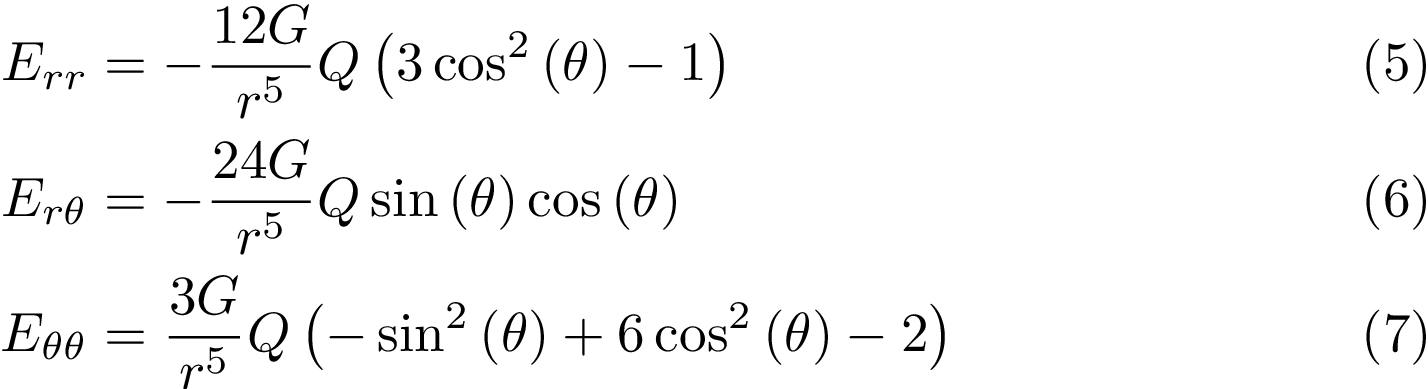 $E_{rr} = -\frac{12G}{r^5} Q \left(3 \cos^2 (\theta) - 1\right)$ (5)
$E_{r\theta} = -\frac{24G}{r^5} Q \sin (\theta) \cos (\theta)$ (6)
$E_{\theta\theta} = \frac{3G}{r^5} Q \left(-\sin^2 (\theta) + 6 \cos^2 (\theta) - 2\right)$ (7)